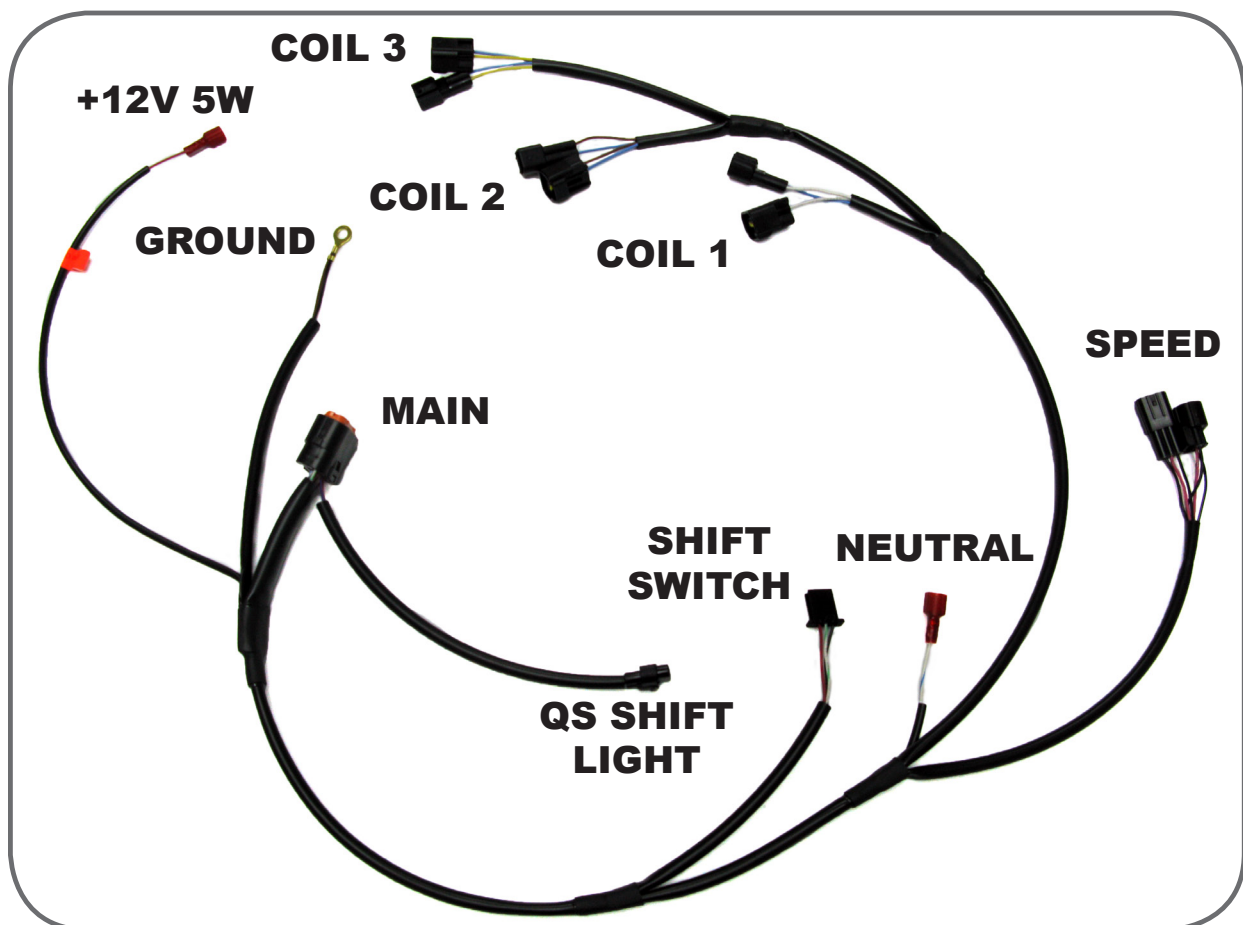 COIL 3
+12V 5W
COIL 2
GROUND
COIL 1
SPEED
MAIN
SHIFT
SWITCH
NEUTRAL
QS SHIFT
LIGHT